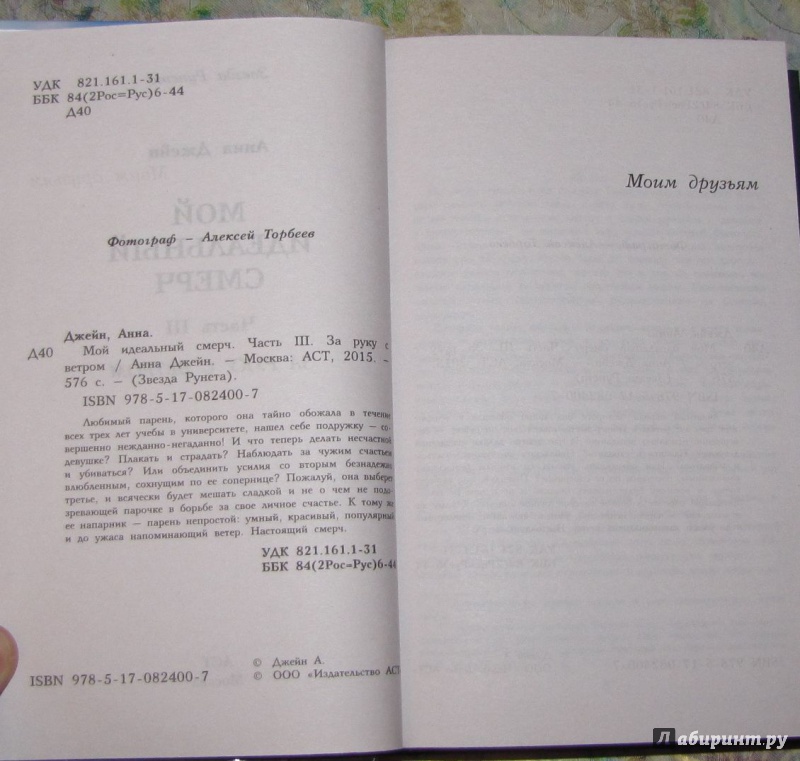 УДК 821.161.1-31
ББК 84(2Рос=Рус)6-44
Д40
Фотограф – Алексей Торбеев
Джейн, Анна.
Д40 Мой идеальный смерч. Часть III. За руку с
ветром / Анна Джейн. – Москва: АСТ, 2015. –
576 с. – (Звезда Рунета).
ISBN 978-5-17-082400-7
Любимый парень, которого она тайно обожала в течение
всех трех лет учебы в университете, нашел себе подружку – со-
вершенно нежданно-негаданно! И что теперь делать несчастной
девушке? Плакать и страдать? Наблюдать за чужим счастьем
и убиваться? Или объединить усилия со вторым безнадежно
влюбленным, сохнущим по ее сопернице? Пожалуй, она выберет
третье, и всячески будет мешать сладкой и не о чем не подо-
зревающей парочке в борьбе за свое личное счастье. К тому же
ее напарник – парень непростой: умный, красивый, популярный
и до ужаса напоминающий ветер. Настоящий смерч.
УДК 821.161.1-31
ББК 84(2Рос=Рус)6-44
© Джейн А.
ISBN 978-5-17-082400-7 © ООО «Издательство АСТ
Моим друзьям
Лабиринт.ру